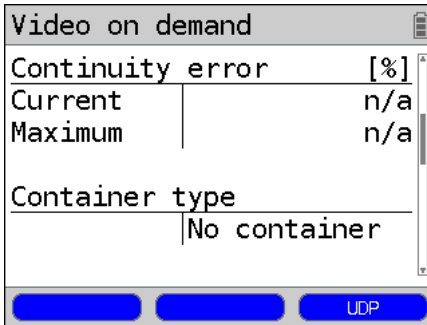 Video on demand
Continuity error [%]
Current n/a
Maximum n/a
Container type
No container
UDP